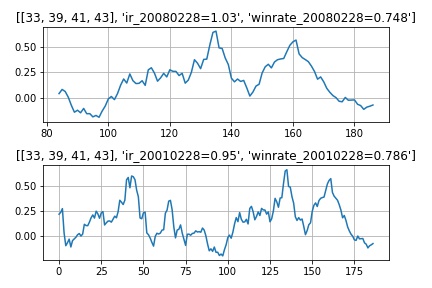 [[33, 39, 41, 43], 'ir_20080228=1.03', 'winrate_20080228=0.748']
0.50
0.25
0.00
80 100 120 140 160 180
[[33, 39, 41, 43], 'ir_20010228=0.95', 'winrate_20010228=0.786']
0.50
0.25
0.00
0 25 50 75 100 125 150 175